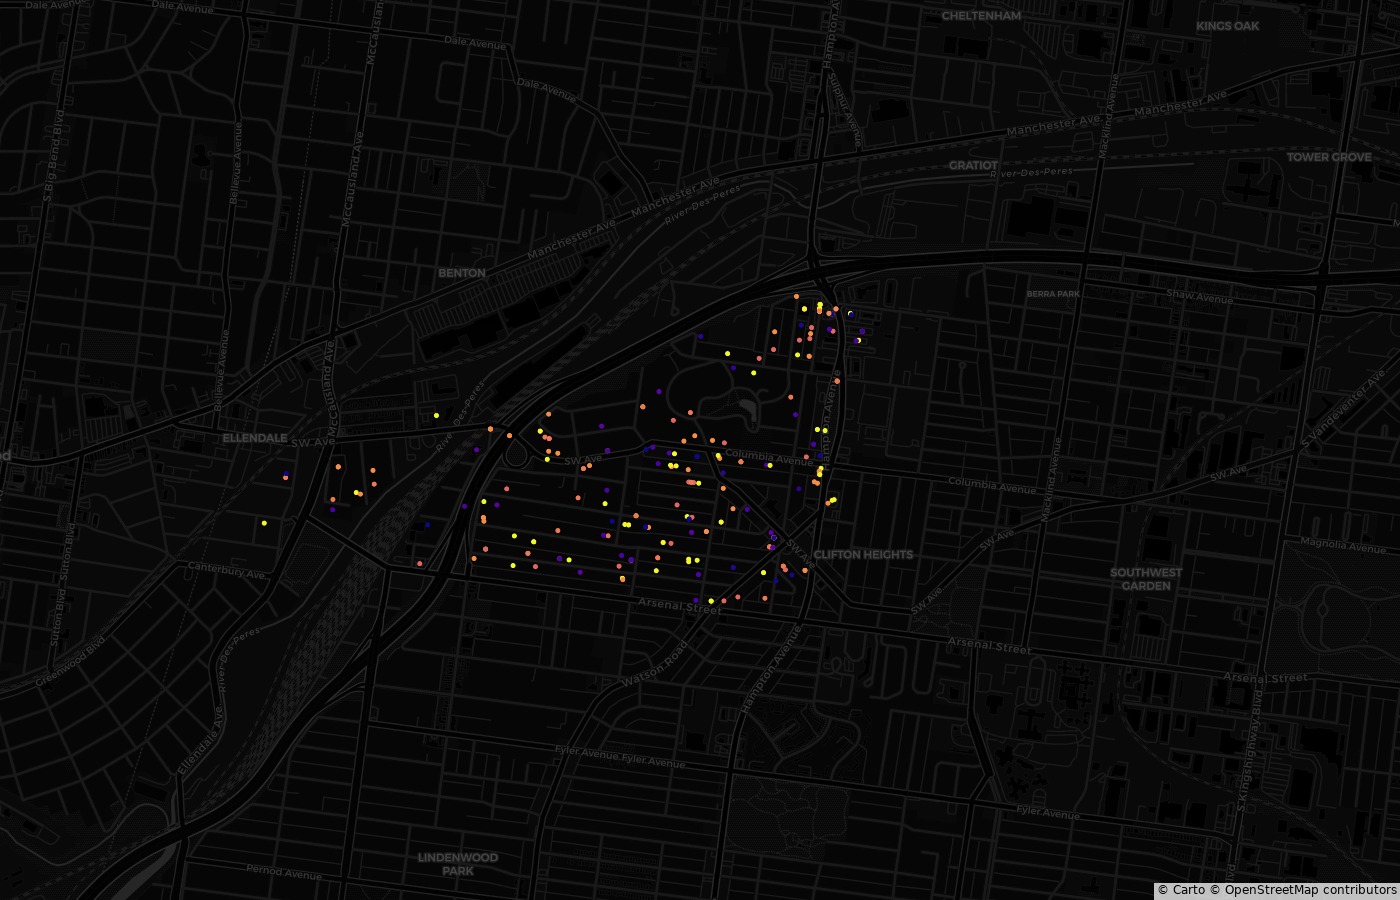 Dale Avenue
Dale Avenue
CHELTENHAM
KINGS OAK
Dale Avenue
Dale Avenue
Sulphur Avenue
Manchester Ave
Manchester Ave
Macklind Avenue
S Big Bend Blvd
Bellevue Avenue
McCausland Ave
GRATIOT
TOWER GROVE
River-Des-Peres
Manchester Ave
River-Des-Peres
Manchester Ave
BENTON
BERRA PARK
Shaw Avenue
Bellevue Avenue
McCausland Ave
River-Des-Peres
Hampton Avenue
S Vandeventer Ave
ELLENDALE
SW Ave
SW Ave
Columbia Avenue
Columbia Avenue
Macklind Avenue
SW Ave
SW Ave
SW Ave
CLIFTON HEIGHTS
Magnolia Avenue
Sutton Blvd
Canterbury Ave
SOUTHWEST
GARDEN
Sutton Blvd
Arsenal Street
SW Ave
River-Des-Peres
Arsenal Street
Greenwood Blvd
Watson Road
Hampton Avenue
Arsenal Street
Ellendale Ave
S Kingshighway Blvd
Fyler Avenue
Fyler Avenue
Fyler Avenue
LINDENWOOD
PARK
Pernod Avenue
© Carto © OpenStreetMap contributors